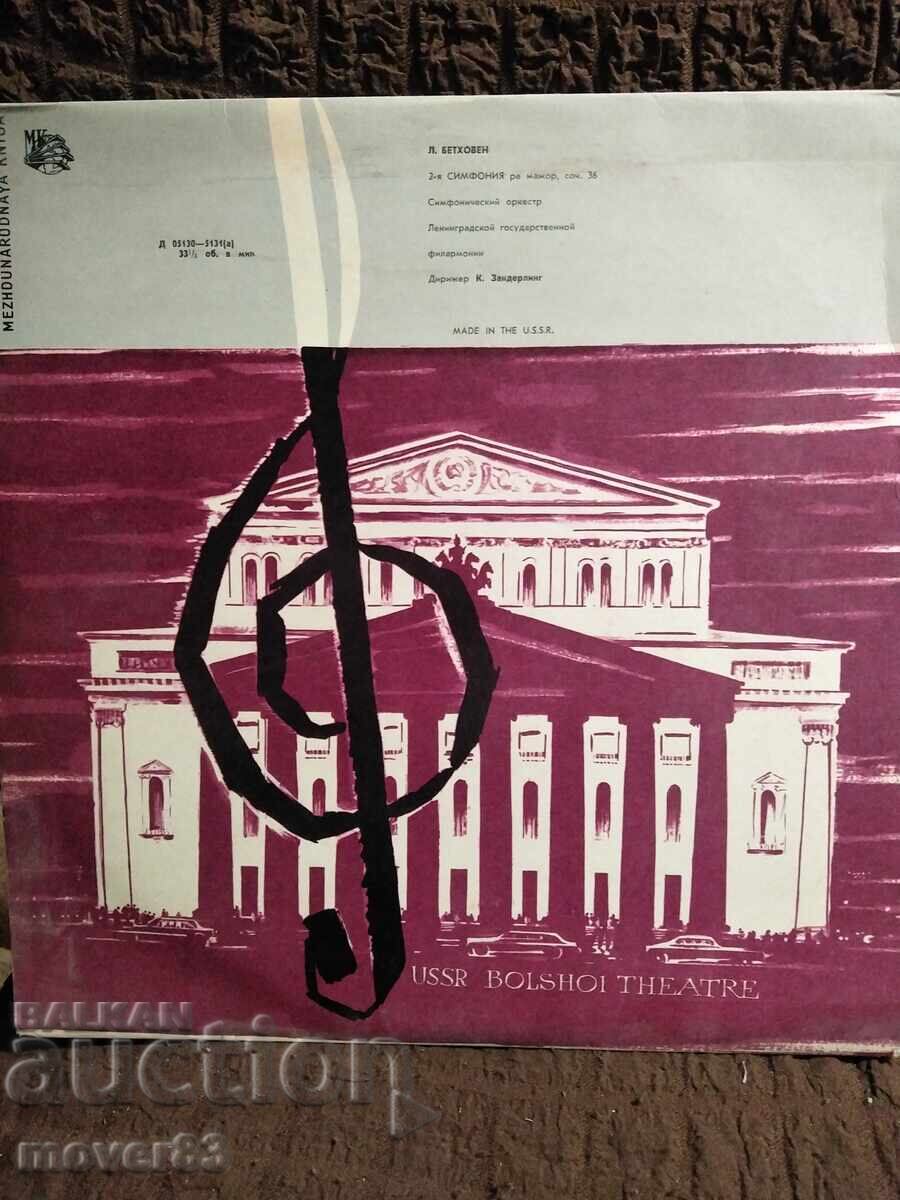 MEZHDUNARODNAYA KNIGA
МК
Л. БЕТХОВЕН
2-я СИМФОНИЯ ре мажор, соч. 36
Симфонический оркестр
Ленинградской государственной
филармонии
Дирижер К. Зандерлинг
Д 05130—5131(а)
33⅓ об. в мин
MADE IN THE U.S.S.R.
USSR BOLSHOI THEATRE
BALKAN
auction
mover83